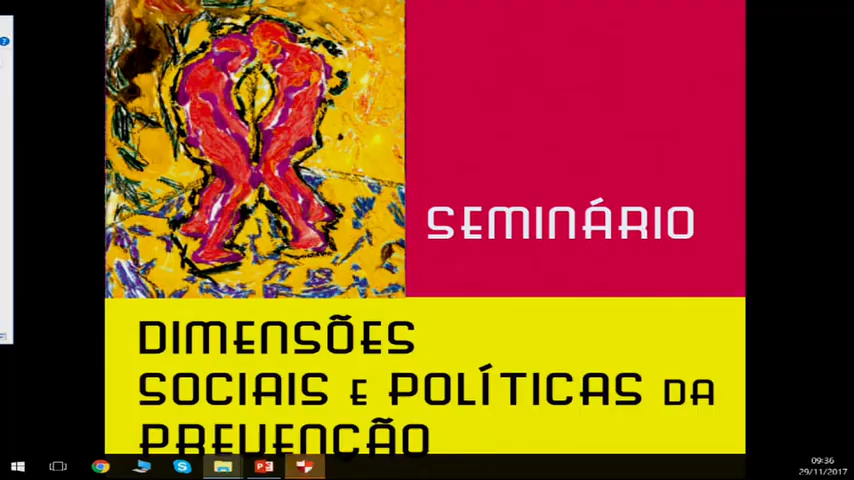 SEMINÁRIO
DIMENSÕES
SOCIAIS E POLÍTICAS DA
PREVENÇÃO
09:36
29/11/2017